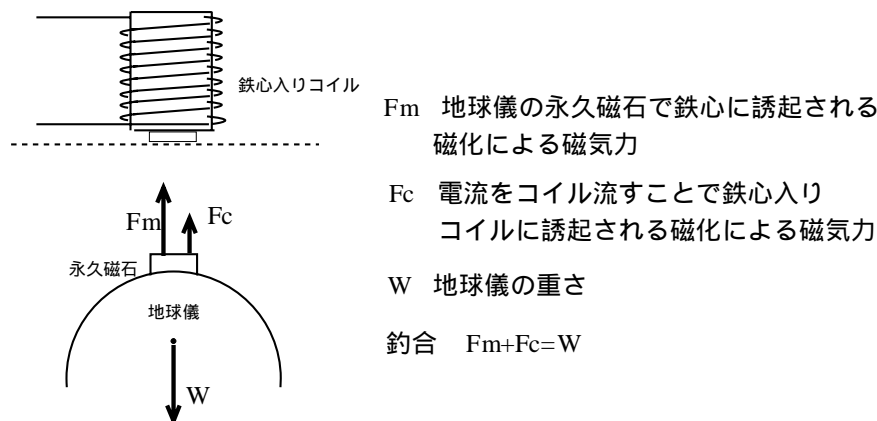 鉄心入りコイル
Fm 地球儀の永久磁石で鉄心に誘起される
磁化による磁気力
Fc 電流をコイル流すことで鉄心入り
コイルに誘起される磁化による磁気力
W 地球儀の重さ
釣合 Fm+Fc=W
Fm
Fc
永久磁石
地球儀
W